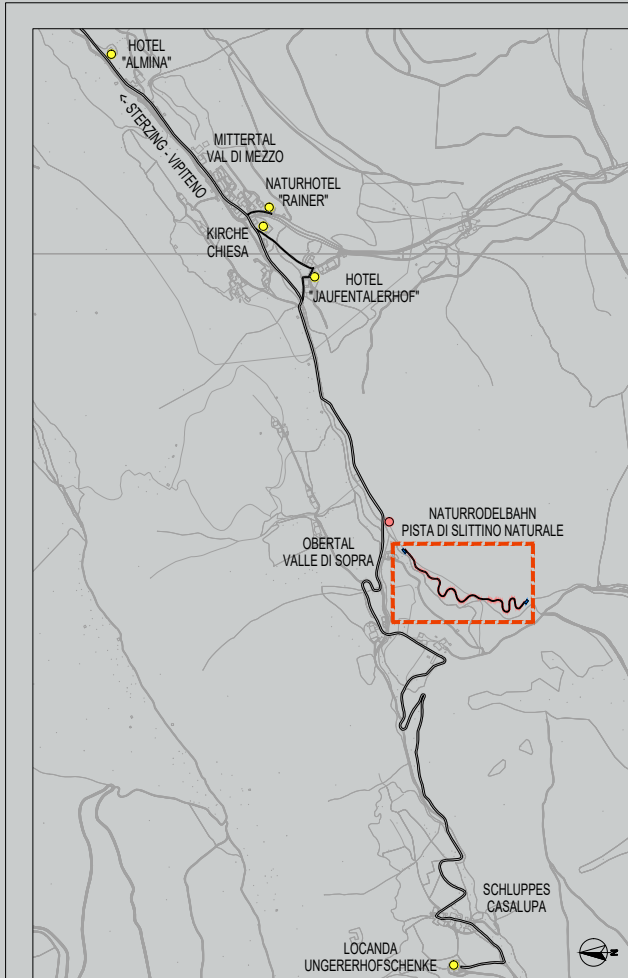 HOTEL
"ALMINA"
<- STERZING - VIPITENO
MITTERTAL
VAL DI MEZZO
NATURHOTEL
"RAINER"
KIRCHE
CHIESA
HOTEL
"JAUFENTALERHOF"
NATURRODELBAHN
PISTA DI SLITTINO NATURALE
OBERTAL
VALLE DI SOPRA
SCHLUPPES
CASALUPA
LOCANDA
UNGERERHOFSCHENKE
N